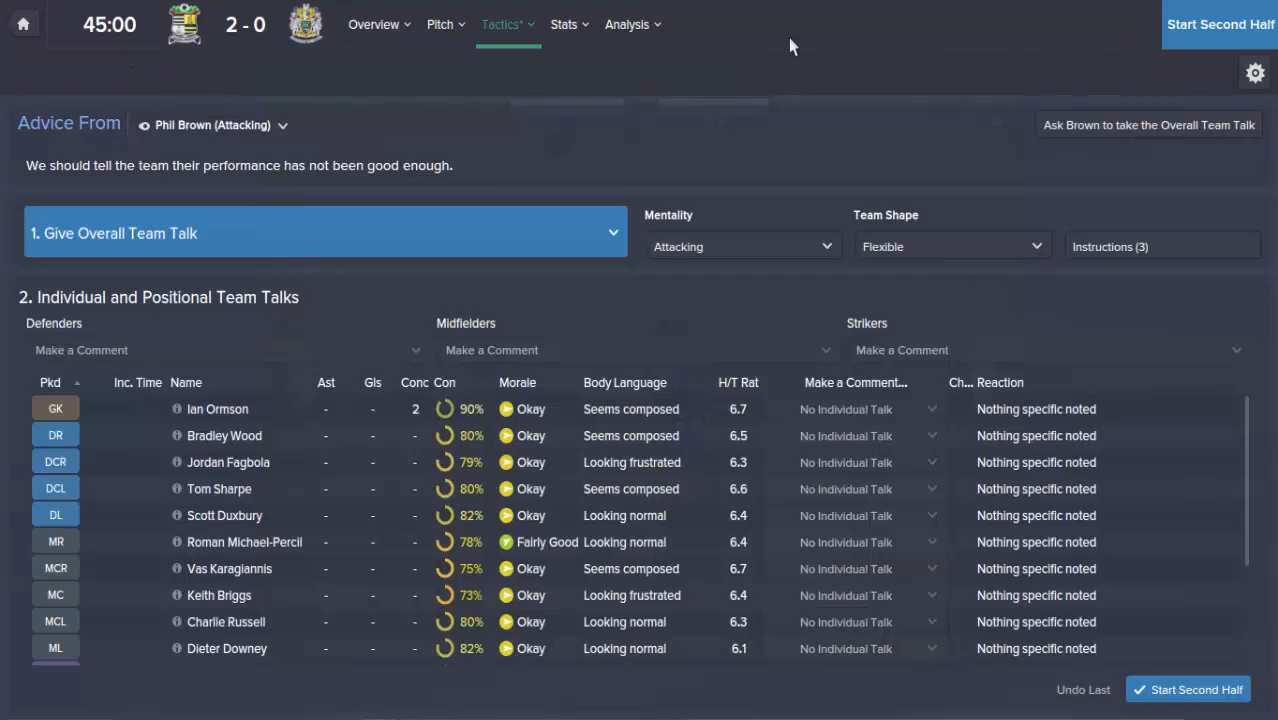 45:00 2 - 0 Overview Pitch Tactics* Stats Analysis Start Second Half
Advice From Phil Brown (Attacking) Ask Brown to take the Overall Team Talk
We should tell the team their performance has not been good enough.
Mentality Team Shape
1. Give Overall Team Talk Attacking Flexible Instructions (3)
2. Individual and Positional Team Talks
Defenders Midfielders Strikers
Make a Comment Make a Comment Make a Comment
Pkd Inc. Time Name Ast Gls Conc Con Morale Body Language H/T Rat Make a Comment... Ch... Reaction
GK Ian Ormson - - 2 90% Okay Seems composed 6.7 No Individual Talk Nothing specific noted
DR Bradley Wood - - - 80% Okay Seems composed 6.5 No Individual Talk Nothing specific noted
DCR Jordan Fagbola - - - 79% Okay Looking frustrated 6.3 No Individual Talk Nothing specific noted
DCL Tom Sharpe - - - 80% Okay Seems composed 6.6 No Individual Talk Nothing specific noted
DL Scott Duxbury - - - 82% Okay Looking normal 6.4 No Individual Talk Nothing specific noted
MR Roman Michael-Percil - - - 78% Fairly Good Looking normal 6.4 No Individual Talk Nothing specific noted
MCR Vas Karagiannis - - - 75% Okay Seems composed 6.7 No Individual Talk Nothing specific noted
MC Keith Briggs - - - 73% Okay Looking frustrated 6.4 No Individual Talk Nothing specific noted
MCL Charlie Russell - - - 80% Okay Looking normal 6.3 No Individual Talk Nothing specific noted
ML Dieter Downey - - - 82% Okay Looking normal 6.1 No Individual Talk Nothing specific noted
Undo Last Start Second Half